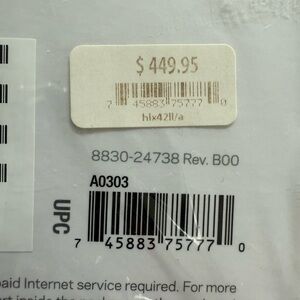 $ 449.95
7 45883 75777 0
hlx42ll/a
8830-24738 Rev. B00
A0303
UPC
7 45883 75777 0
paid Internet service required. For more